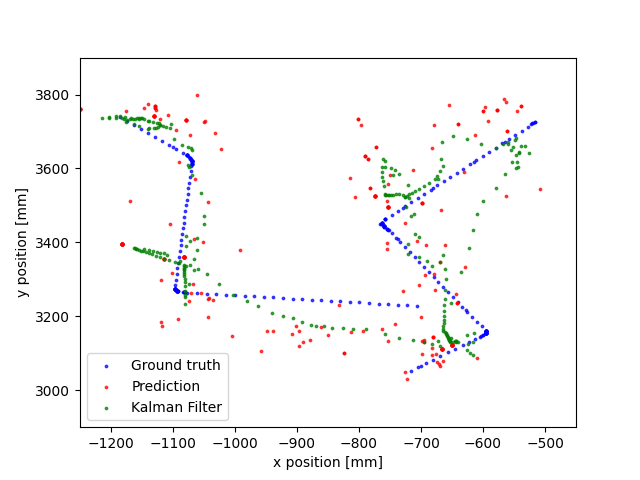 3800
3600
3400
3200
3000
y position [mm]
Ground truth
Prediction
Kalman Filter
−1200 −1100 −1000 −900 −800 −700 −600 −500
x position [mm]